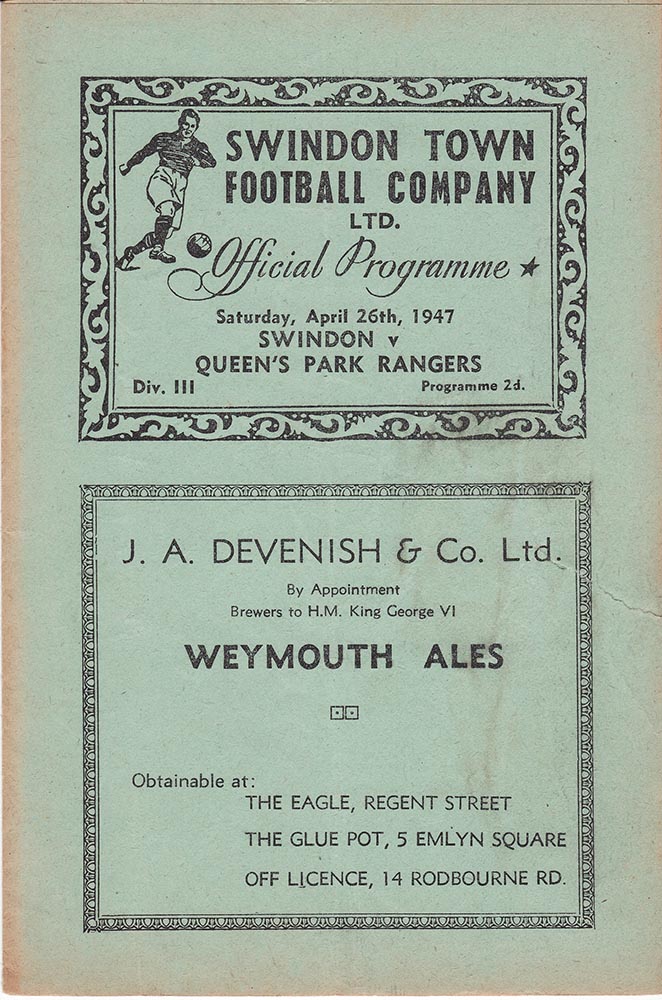 SWINDON TOWN
FOOTBALL COMPANY
LTD.
Official Programme ★
Saturday, April 26th, 1947
SWINDON v
QUEEN'S PARK RANGERS
Div. III Programme 2d.
J. A. DEVENISH & Co. Ltd.
By Appointment
Brewers to H.M. King George VI
WEYMOUTH ALES
Obtainable at:
THE EAGLE, REGENT STREET
THE GLUE POT, 5 EMLYN SQUARE
OFF LICENCE, 14 RODBOURNE RD.